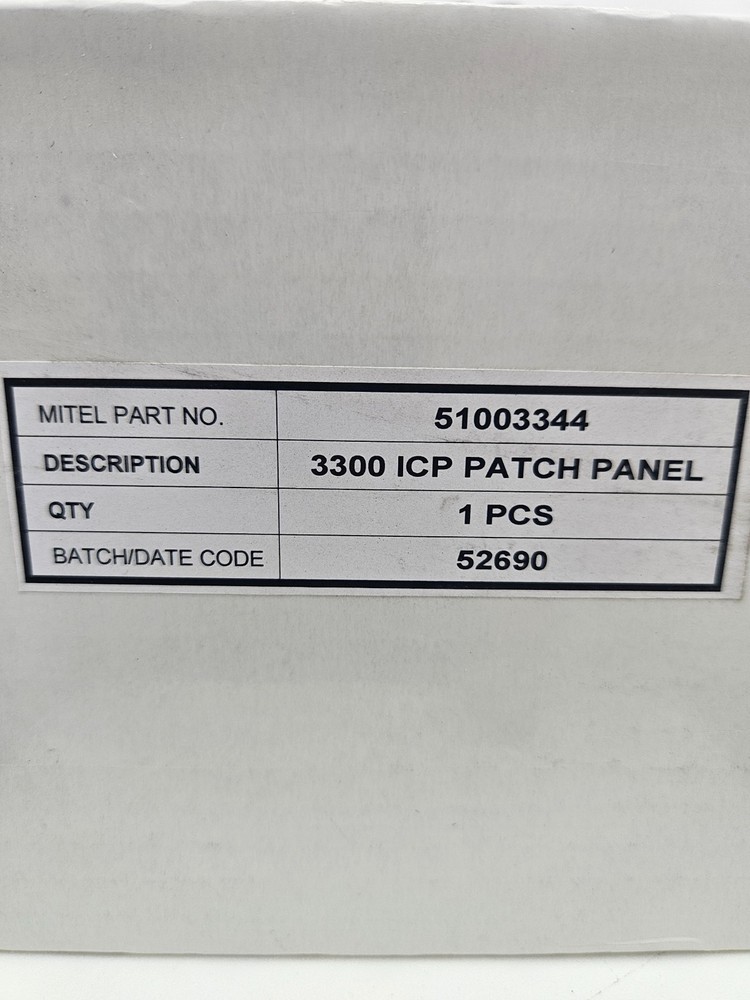 MITEL PART NO. 51003344
DESCRIPTION 3300 ICP PATCH PANEL
QTY 1 PCS
BATCH/DATE CODE 52690